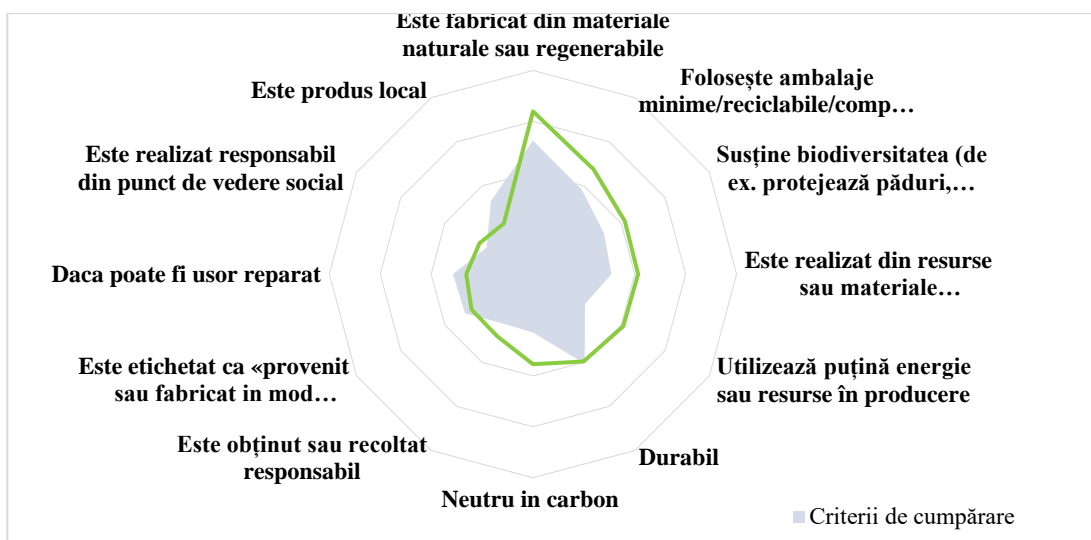 Este fabricat din materiale
naturale sau regenerabile
Folosește ambalaje
minime/reciclabile/comp…
Susține biodiversitatea (de
ex. protejează păduri,…
Este realizat din resurse
sau materiale…
Utilizează puțină energie
sau resurse în producere
Durabil
Neutru in carbon
Este obținut sau recoltat
responsabil
Este etichetat ca «provenit
sau fabricat in mod…
Daca poate fi usor reparat
Este realizat responsabil
din punct de vedere social
Este produs local
Criterii de cumpărare